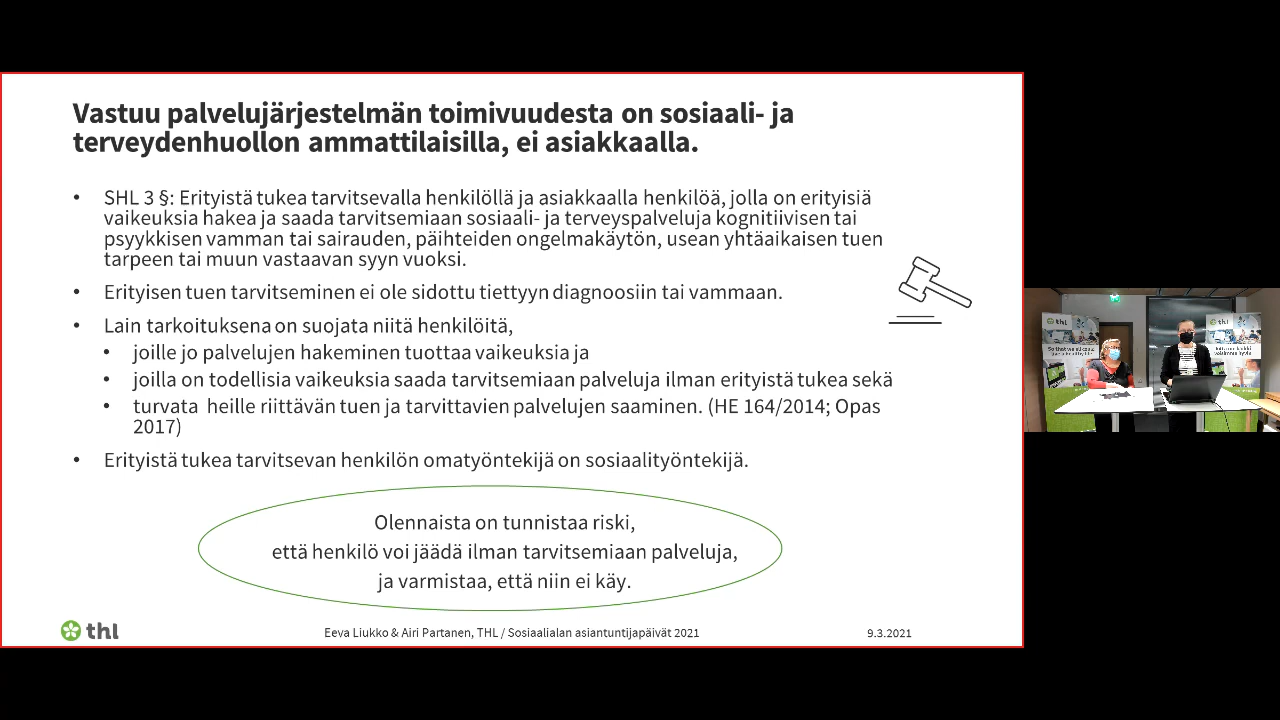 Vastuu palvelujärjestelmän toimivuudesta on sosiaali- ja
terveydenhuollon ammattilaisilla, ei asiakkaalla.
• SHL 3 §: Erityistä tukea tarvitsevalla henkilöllä ja asiakkaalla henkilöä, jolla on erityisiä
vaikeuksia hakea ja saada tarvitsemiaan sosiaali- ja terveyspalveluja kognitiivisen tai
psyykkisen vamman tai sairauden, päihteiden ongelmakäytön, usean yhtäaikaisen tuen
tarpeen tai muun vastaavan syyn vuoksi.
• Erityisen tuen tarvitseminen ei ole sidottu tiettyyn diagnoosiin tai vammaan.
• Lain tarkoituksena on suojata niitä henkilöitä,
• joille jo palvelujen hakeminen tuottaa vaikeuksia ja
• joilla on todellisia vaikeuksia saada tarvitsemiaan palveluja ilman erityistä tukea sekä
• turvata heille riittävän tuen ja tarvittavien palvelujen saaminen. (HE 164/2014; Opas
2017)
• Erityistä tukea tarvitsevan henkilön omatyöntekijä on sosiaalityöntekijä.
Olennaista on tunnistaa riski,
että henkilö voi jäädä ilman tarvitsemiaan palveluja,
ja varmistaa, että niin ei käy.
thl
Eeva Liukko & Airi Partanen, THL / Sosiaalialan asiantuntijapäivät 2021
9.3.2021
thl
thl